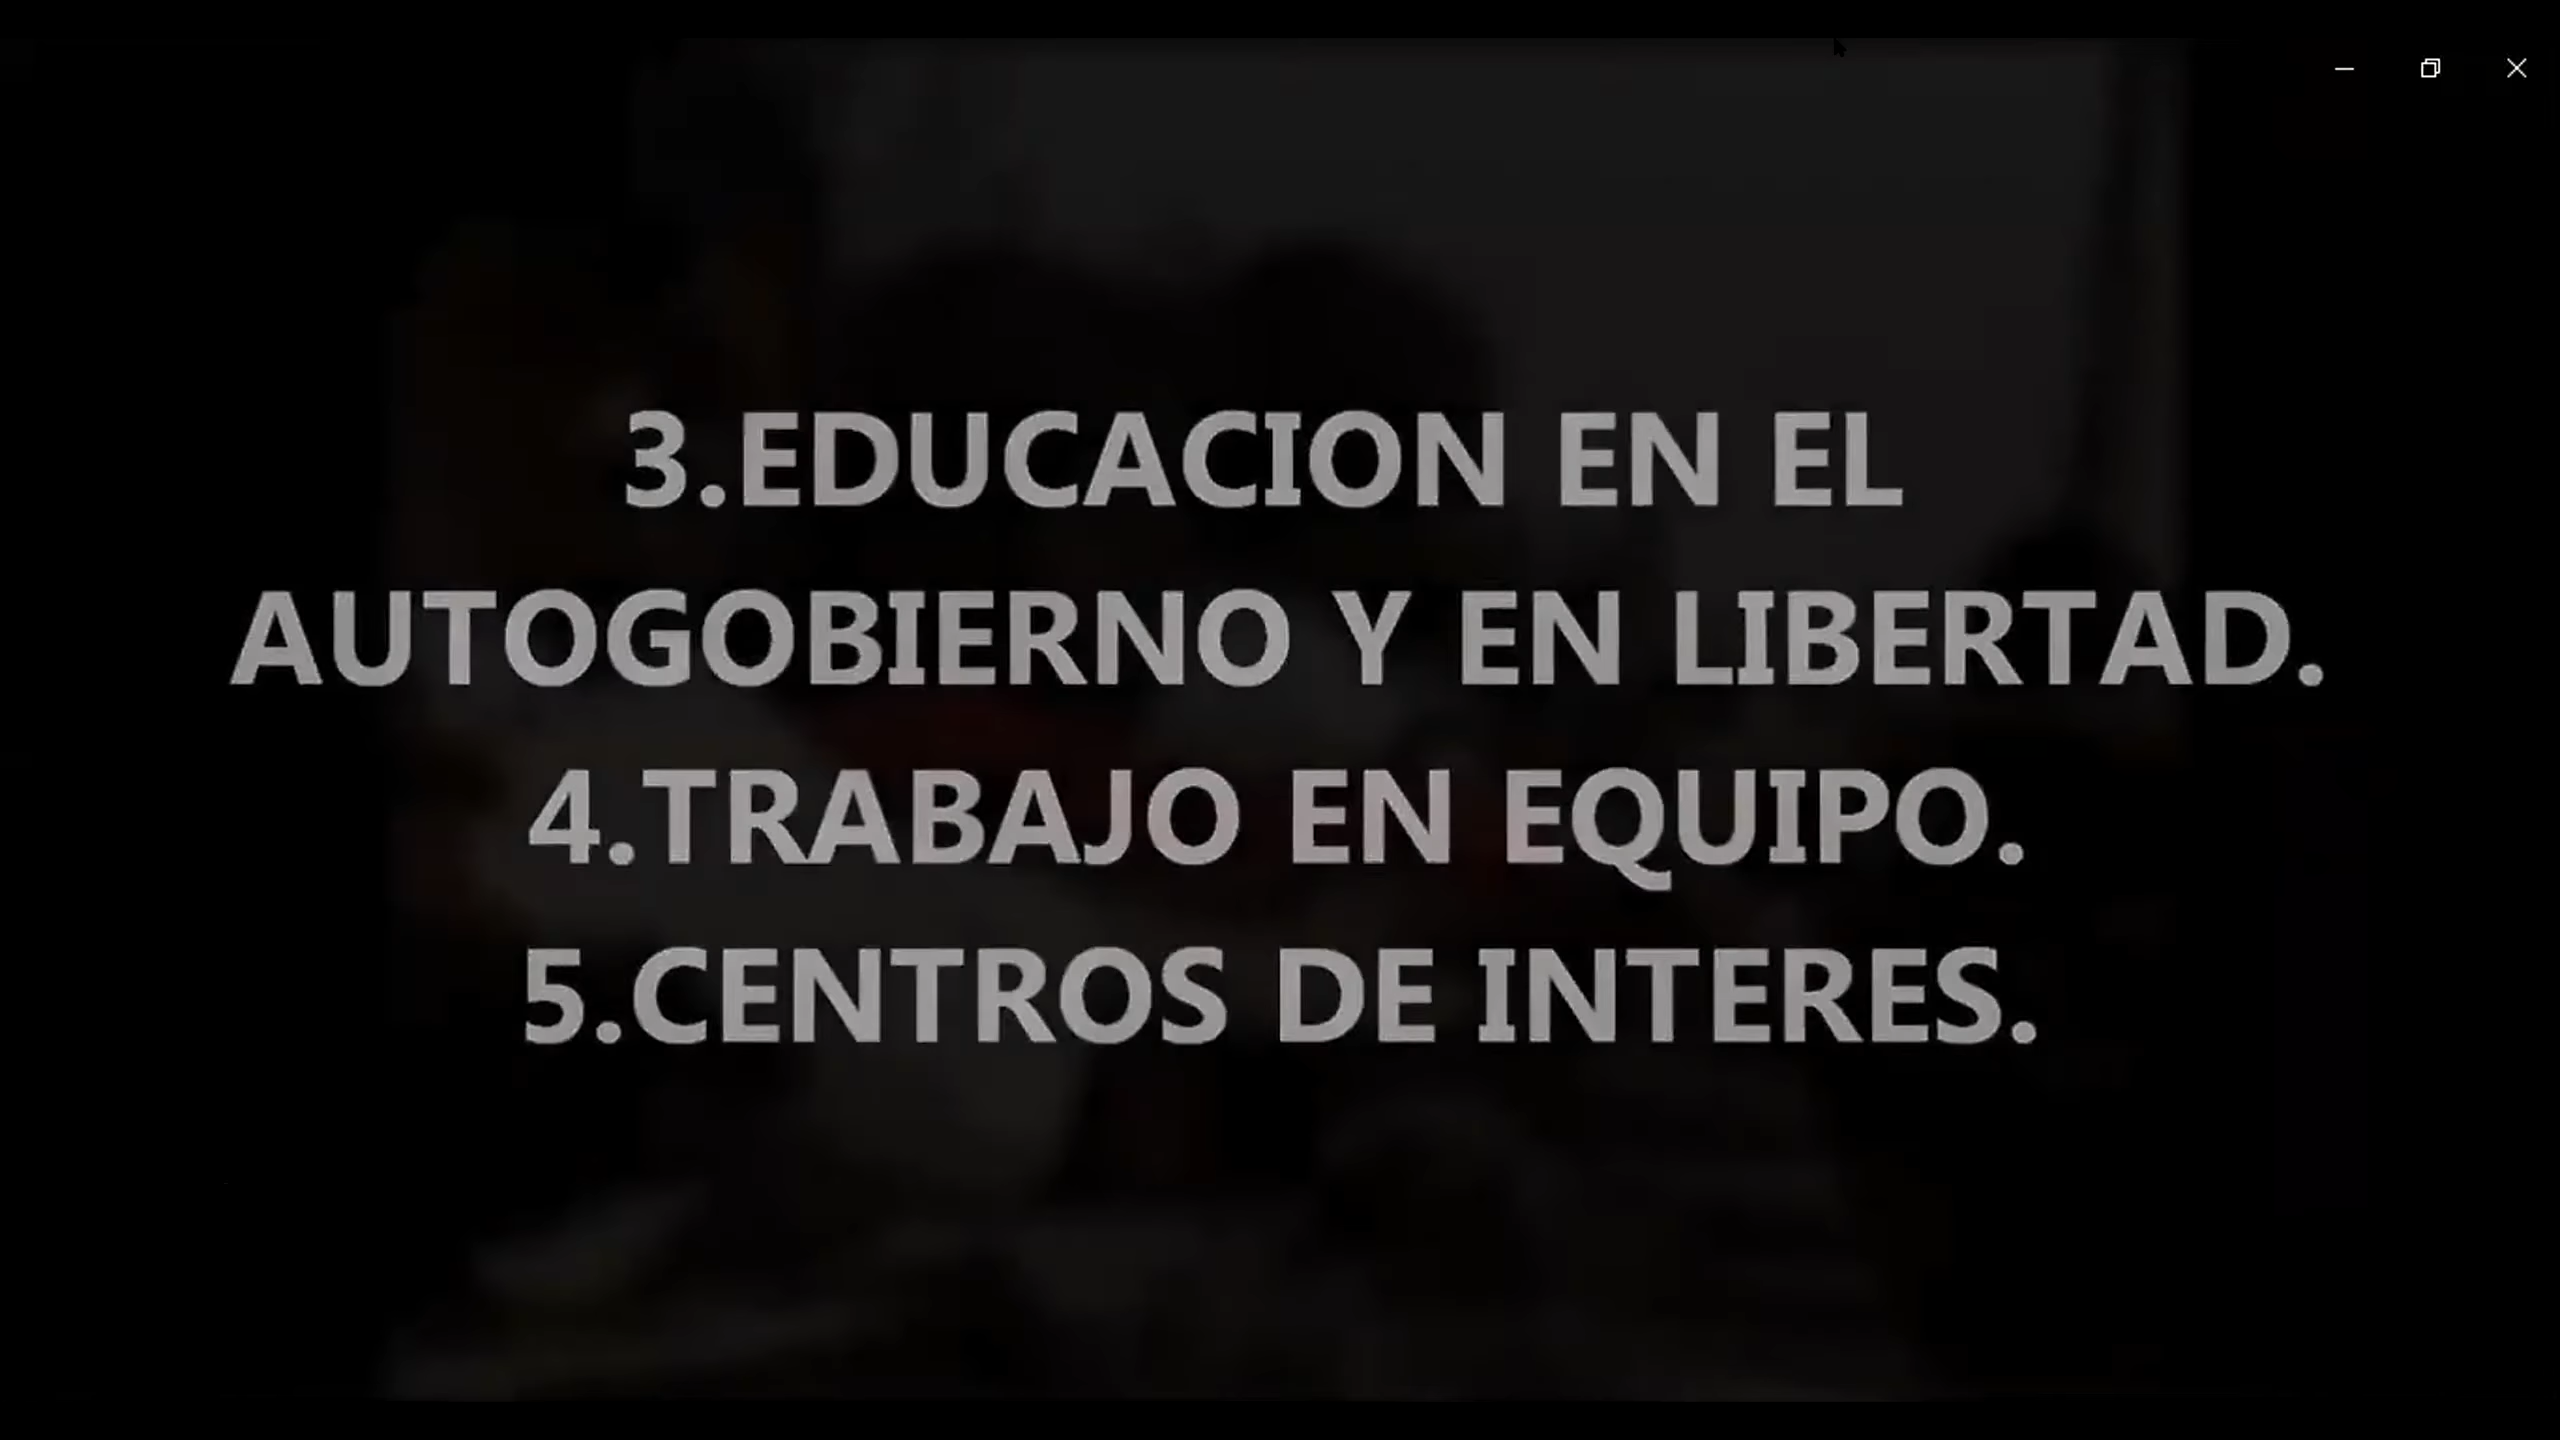 3.EDUCACION EN EL
AUTOGOBIERNO Y EN LIBERTAD.
4.TRABAJO EN EQUIPO.
5.CENTROS DE INTERES.